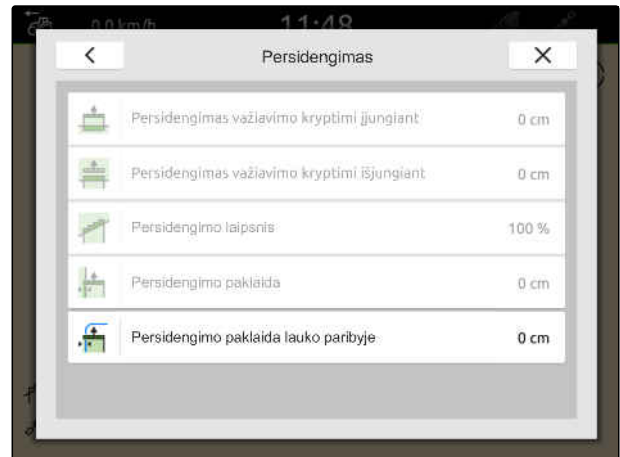 0.0 km/h 11:48
Persidengimas
Persidengimas važiavimo kryptimi įjungiant 0 cm
Persidengimas važiavimo kryptimi išjungiant 0 cm
Persidengimo laipsnis 100 %
Persidengimo paklaida 0 cm
Persidengimo paklaida lauko paribyje 0 cm